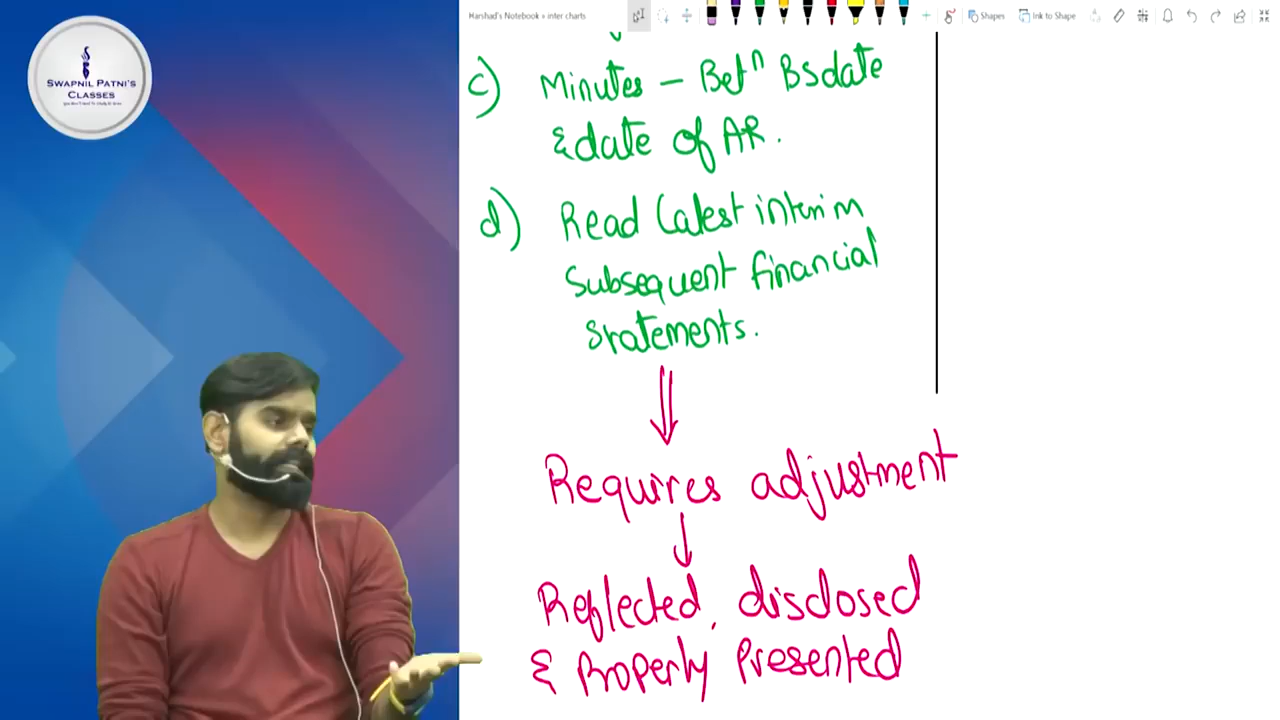 Harshad's Notebook » inter charts
Shapes
Ink to Shape
SWAPNIL PATNI'S
CLASSES
c) Minutes – Betⁿ BS date
& date of AR.
d) Read latest interim
Subsequent financial
Statements.
Requires adjustment
Reflected, disclosed
& Properly Presented